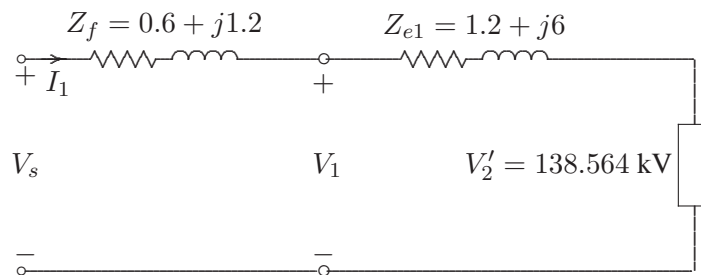 Z_f = 0.6 + j1.2
Z_{e1} = 1.2 + j6
+
I_1
+
V_s
V_1
V_2′ = 138.564 kV
−
−